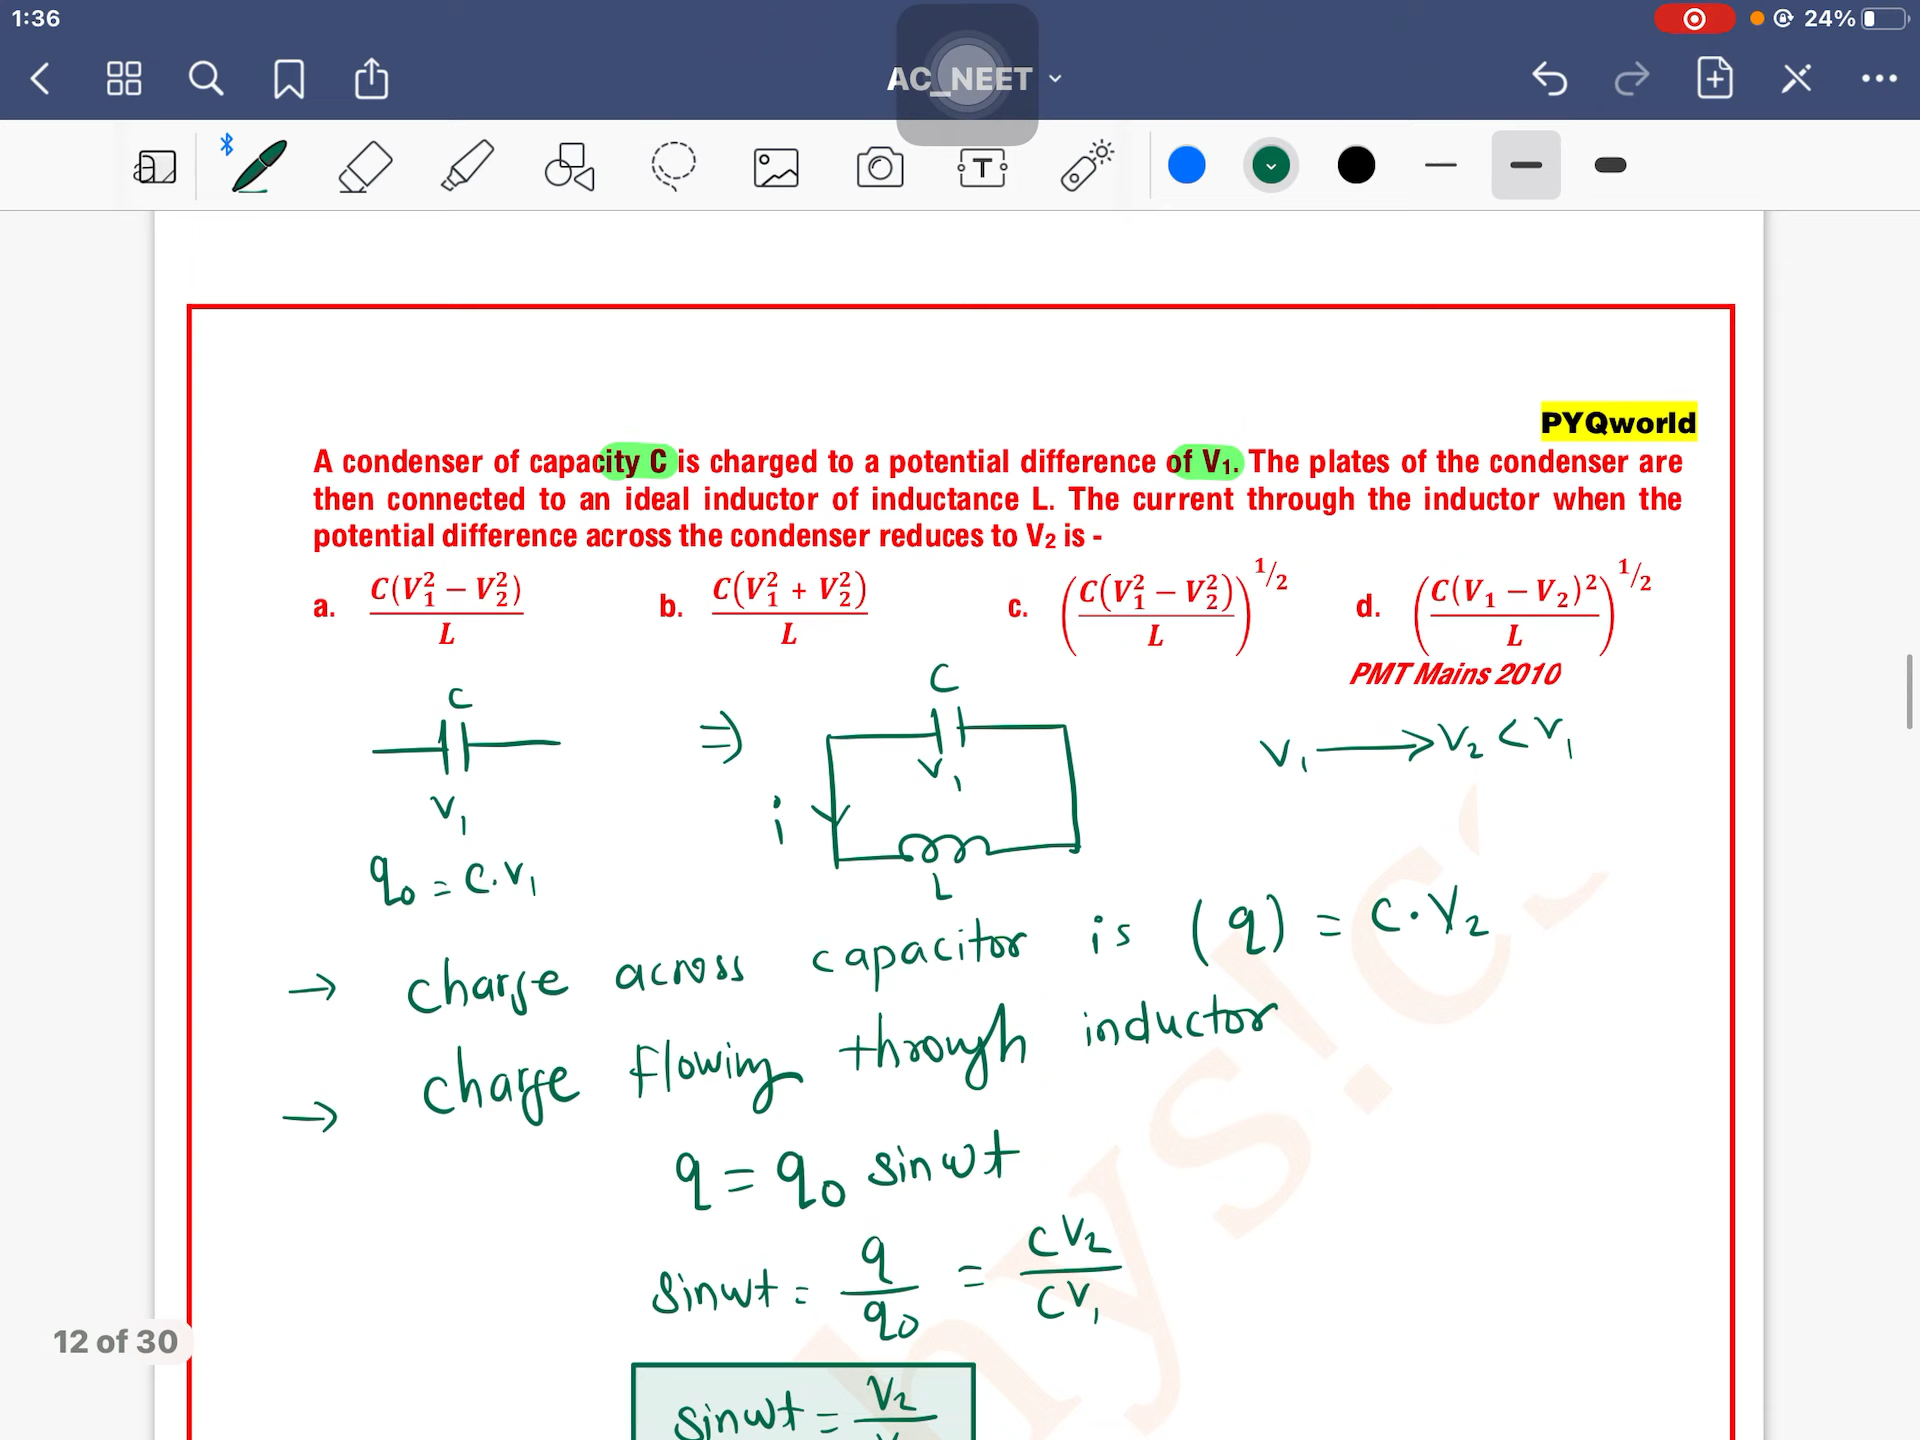 1:36
24%
AC_NEET
T
PYQworld
A condenser of capacity C is charged to a potential difference of V₁. The plates of the condenser are
then connected to an ideal inductor of inductance L. The current through the inductor when the
potential difference across the condenser reduces to V₂ is -
a. C(V₁² − V₂²)/L b. C(V₁² + V₂²)/L c. (C(V₁² − V₂²)/L)^1/2 d. (C(V₁ − V₂)²/L)^1/2
PMT Mains 2010
C
V₁
q₀ = C.V₁
⇒
C
V₁
i
L
V₁ ⟶ V₂ < V₁
→ charge across capacitor is (q) = C·V₂
→ charge flowing through inductor
q = q₀ sinωt
sinωt = q/q₀ = CV₂/CV₁
sinωt = V₂
12 of 30
hys!c